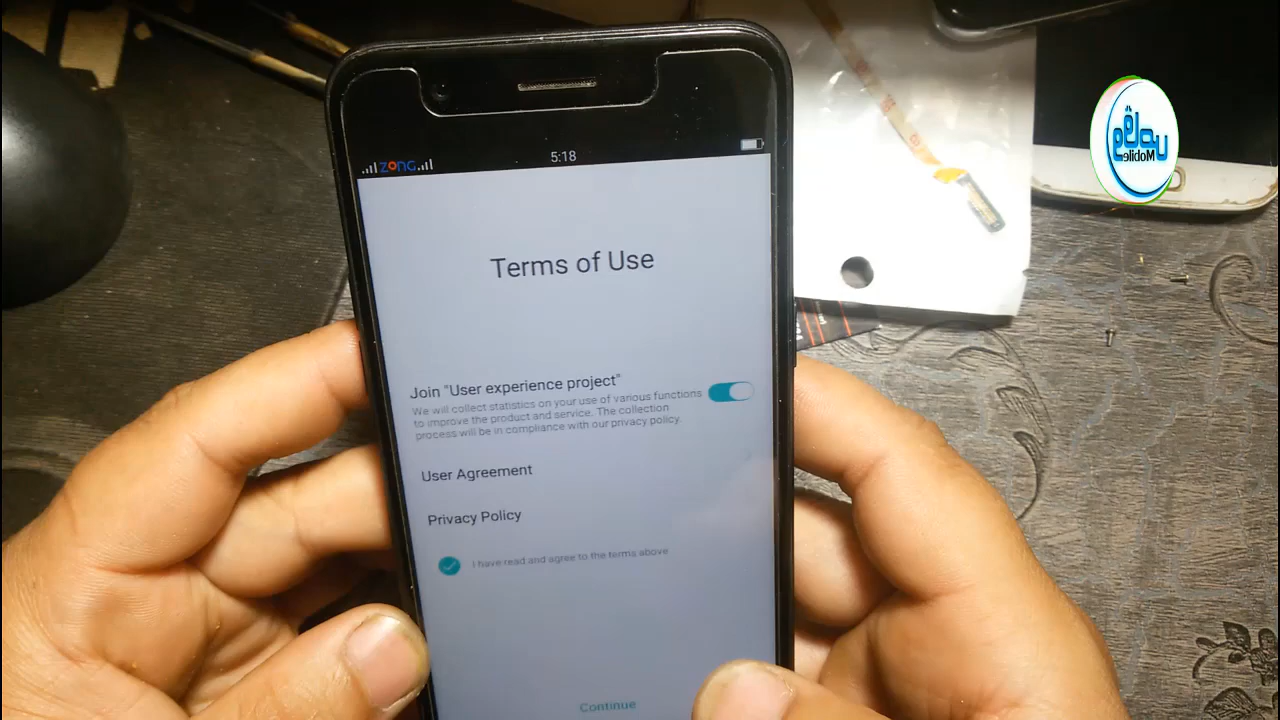 ZONG
5:18
Terms of Use
Join "User experience project"
We will collect statistics on your use of various functions
to improve the product and service. The collection
process will be in compliance with our privacy policy.
User Agreement
Privacy Policy
I have read and agree to the terms above
Continue
Mobile